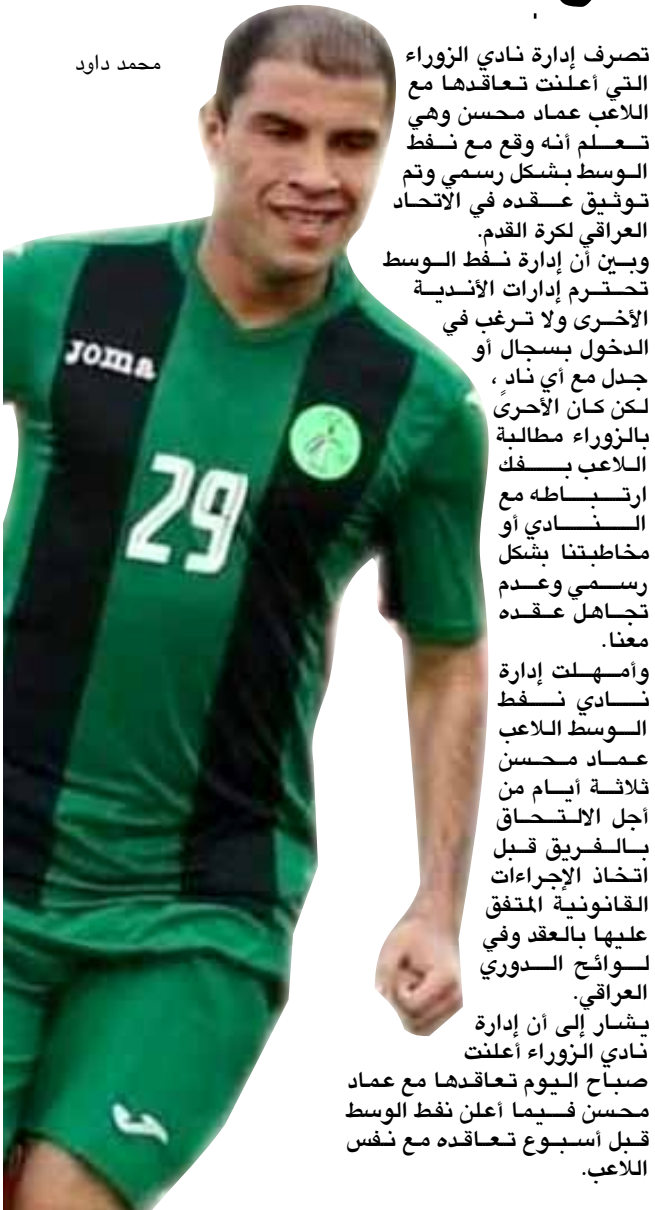 محمد داود
تصرف إدارة نادي الزوراء
التي أعلنت تعاقدها مع
اللاعب عماد محسن وهي
تعلم أنه وقع مع نفط
الوسط بشكل رسمي وتم
توثيق عقده في الاتحاد
العراقي لكرة القدم.
وبين أن إدارة نفط الوسط
تحترم إدارات الأندية
الأخرى ولا ترغب في
الدخول بسجال أو
جدل مع أي نادٍ ،
لكن كان الأحرىً
بالزوراء مطالبة
اللاعب بفك
ارتباطه مع
النادي أو
مخاطبتنا بشكل
رسمي وعدم
تجاهل عقده
معنا.
وأمهلت إدارة
نادي نفط
الوسط اللاعب
عماد محسن
ثلاثة أيام من
أجل الالتحاق
بالفريق قبل
اتخاذ الإجراءات
القانونية المتفق
عليها بالعقد وفي
لوائح الدوري
العراقي.
يشار إلى أن إدارة
نادي الزوراء أعلنت
صباح اليوم تعاقدها مع عماد
محسن فيما أعلن نفط الوسط
قبل أسبوع تعاقده مع نفس
اللاعب.
Joma
29